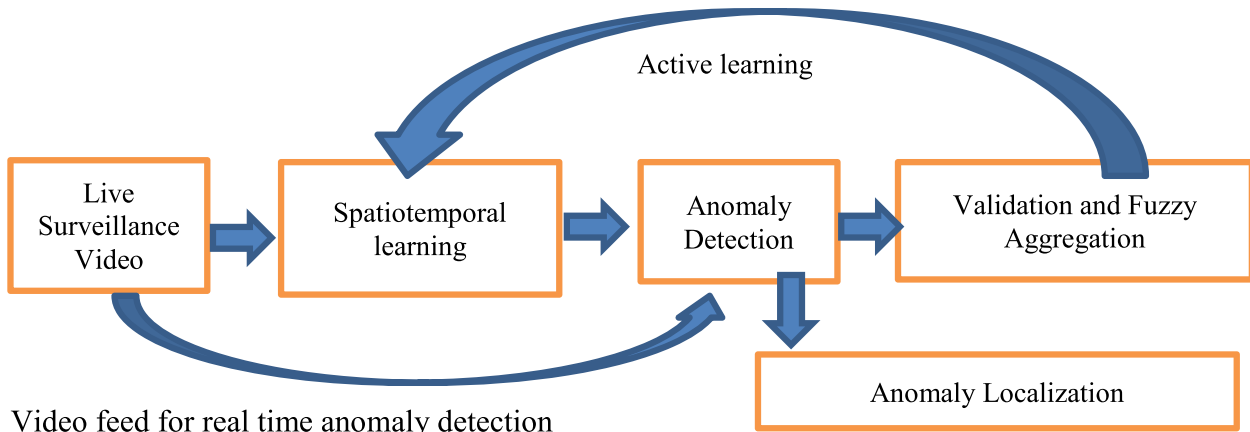 Active learning
Live
Surveillance
Video
Spatiotemporal
learning
Anomaly
Detection
Validation and Fuzzy
Aggregation
Anomaly Localization
Video feed for real time anomaly detection